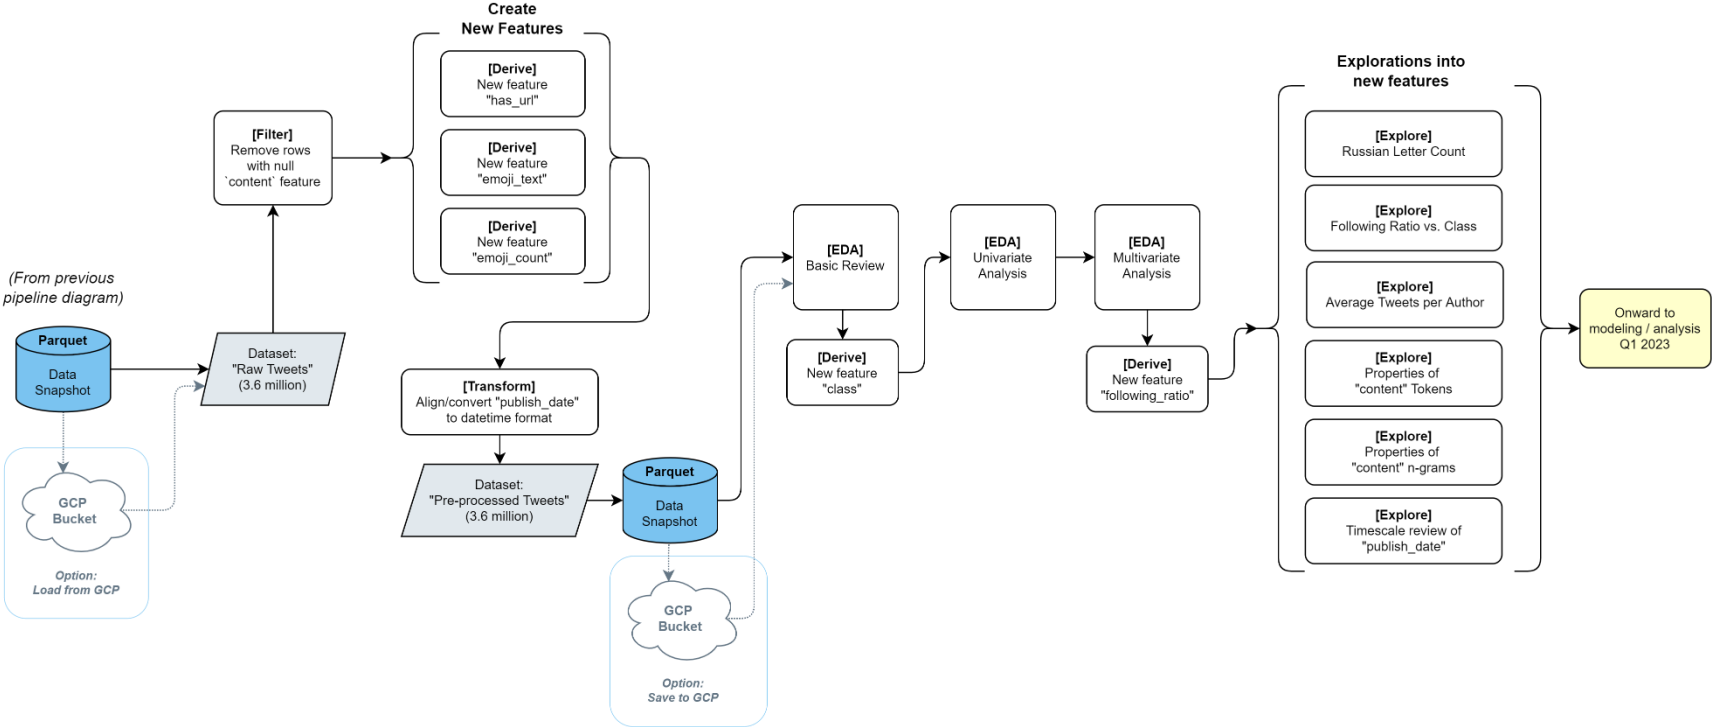 (From previous
pipeline diagram)
Parquet
Data
Snapshot
GCP
Bucket
Option:
Load from GCP
Dataset:
"Raw Tweets"
(3.6 million)
[Filter]
Remove rows
with null
`content` feature
Create
New Features
[Derive]
New feature
"has_url"
[Derive]
New feature
"emoji_text"
[Derive]
New feature
"emoji_count"
[Transform]
Align/convert "publish_date"
to datetime format
Dataset:
"Pre-processed Tweets"
(3.6 million)
Parquet
Data
Snapshot
GCP
Bucket
Option:
Save to GCP
[EDA]
Basic Review
[Derive]
New feature
"class"
[EDA]
Univariate
Analysis
[EDA]
Multivariate
Analysis
[Derive]
New feature
"following_ratio"
Explorations into
new features
[Explore]
Russian Letter Count
[Explore]
Following Ratio vs. Class
[Explore]
Average Tweets per Author
[Explore]
Properties of
"content" Tokens
[Explore]
Properties of
"content" n-grams
[Explore]
Timescale review of
"publish_date"
Onward to
modeling / analysis
Q1 2023